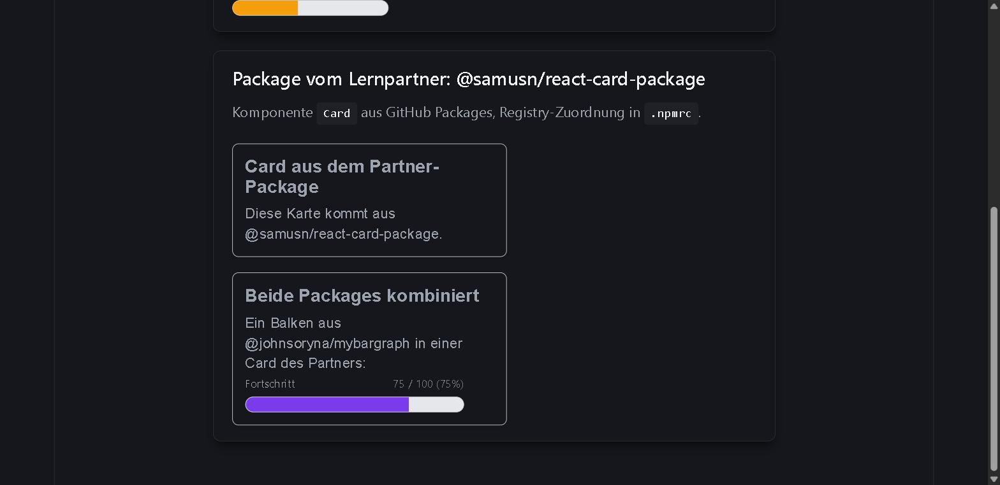 Package vom Lernpartner: @samusn/react-card-package
Komponente Card aus GitHub Packages, Registry-Zuordnung in .npmrc.
Card aus dem Partner-
Package
Diese Karte kommt aus
@samusn/react-card-package.
Beide Packages kombiniert
Ein Balken aus
@johnsoryna/mybargraph in einer
Card des Partners:
Fortschritt 75 / 100 (75%)